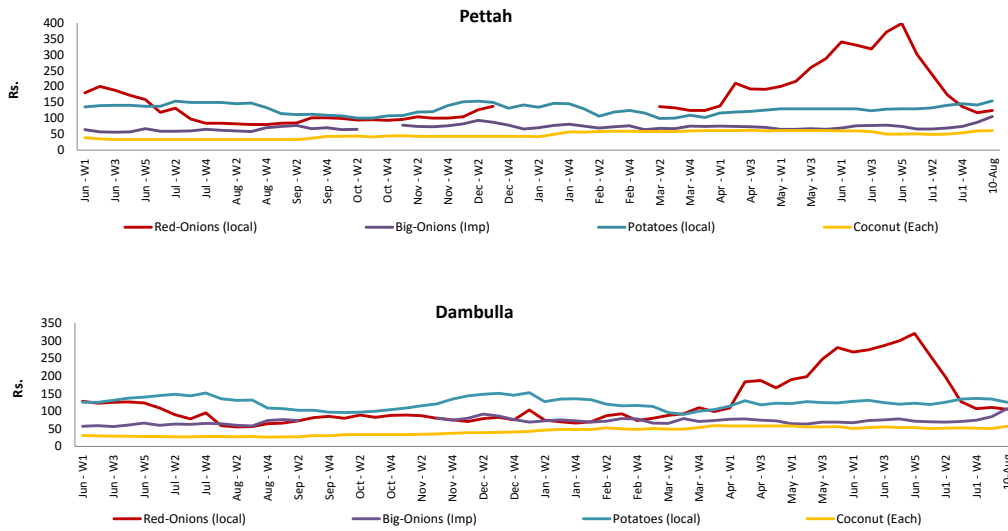 Pettah
Rs.
400
350
300
250
200
150
100
50
0
Jun - W1
Jun - W3
Jun - W5
Jul - W2
Jul - W4
Aug - W2
Aug - W4
Sep - W2
Sep - W4
Oct - W2
Oct - W4
Nov - W2
Nov - W4
Dec - W2
Dec - W4
Jan - W2
Jan - W4
Feb - W2
Feb - W4
Mar - W2
Mar - W4
Apr - W1
Apr - W3
May - W1
May - W3
Jun - W1
Jun - W3
Jun - W5
Ju1 - W2
Ju1 - W4
10-Aug
Red-Onions (local) Big-Onions (Imp) Potatoes (local) Coconut (Each)
Dambulla
Rs.
350
300
250
200
150
100
50
0
Jun - W1
Jun - W3
Jun - W5
Jul - W2
Jul - W4
Aug - W2
Aug - W4
Sep - W2
Sep - W4
Oct - W2
Oct - W4
Nov - W2
Nov - W4
Dec - W2
Dec - W4
Jan - W2
Jan - W4
Feb - W2
Feb - W4
Mar - W2
Mar - W4
Apr - W1
Apr - W3
May - W1
May - W3
Jun - W1
Jun - W3
Jun - W5
Ju1 - W2
Ju1 - W4
10-Aug
Red-Onions (local) Big-Onions (Imp) Potatoes (local) Coconut (Each)